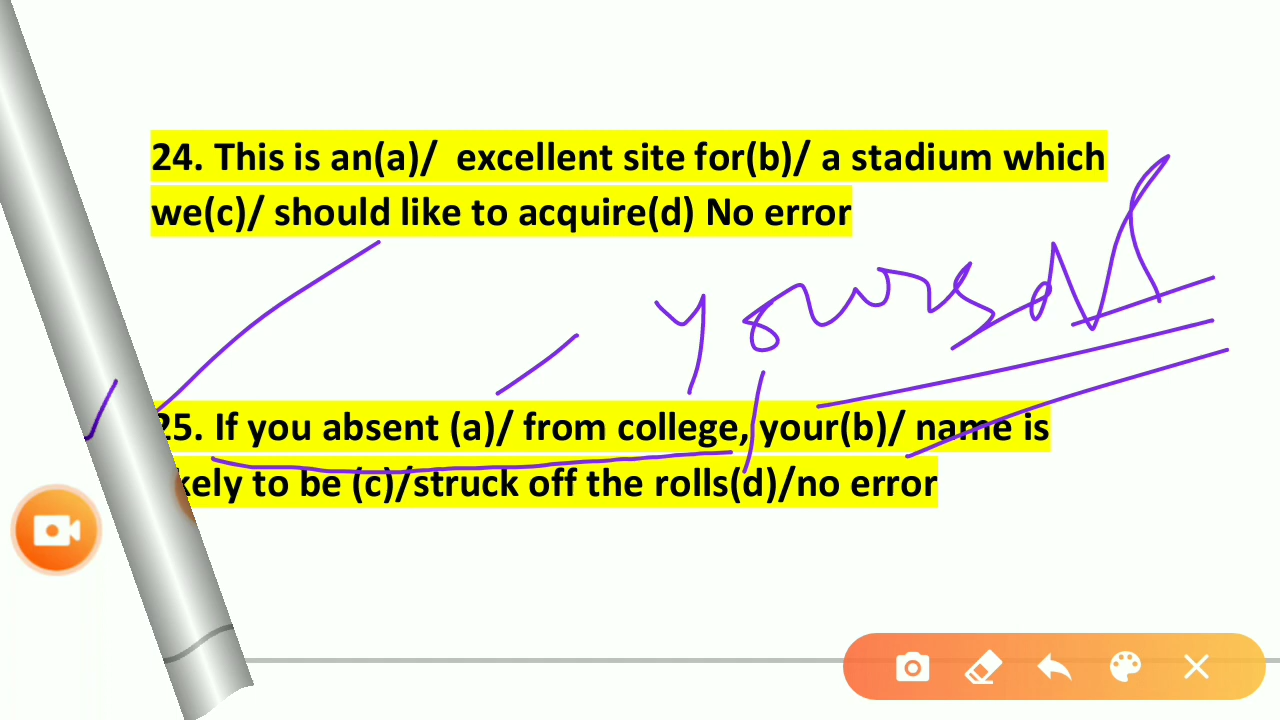 24. This is an(a)/ excellent site for(b)/ a stadium which
we(c)/ should like to acquire(d) No error
yourself
25. If you absent (a)/ from college, your(b)/ name is
kely to be (c)/struck off the rolls(d)/no error